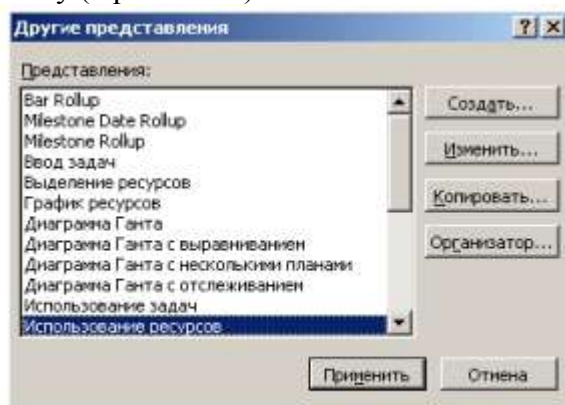 Другие представления
Представления:
Bar Rollup
Milestone Date Rollup
Milestone Rollup
Ввод задач
Выделение ресурсов
График ресурсов
Диаграмма Ганта
Диаграмма Ганта с выравниванием
Диаграмма Ганта с несколькими планами
Диаграмма Ганта с отслеживанием
Использование задач
Использование ресурсов
Создать...
Изменить...
Копировать...
Организатор...
Применить
Отмена